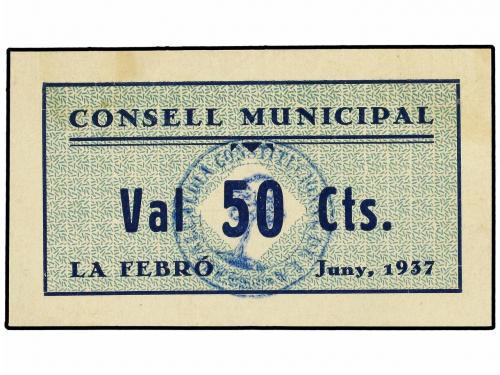 CONSELL MUNICIPAL
Val 50 Cts.
LA FEBRÓ Juny, 1937